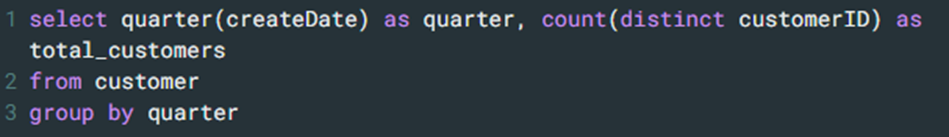 1 select quarter(createDate) as quarter, count(distinct customerID) as
total_customers
2 from customer
3 group by quarter